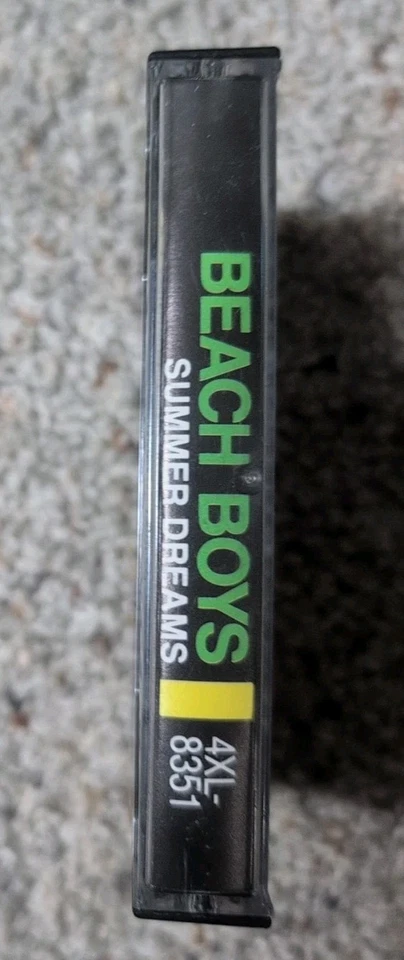 BEACH BOYS
SUMMER DREAMS
4XL-
8351